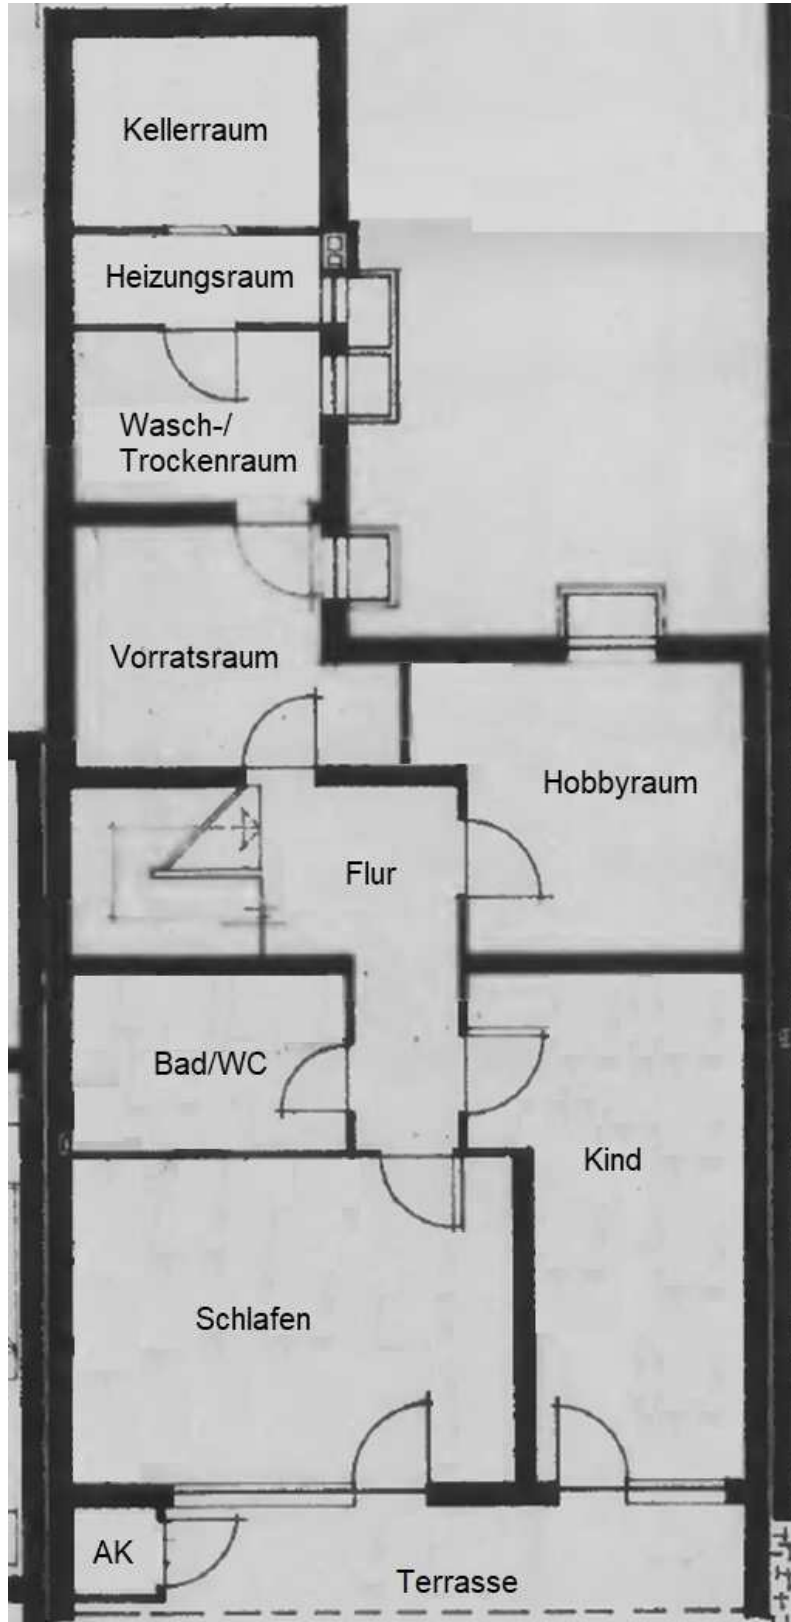 Kellerraum
Heizungsraum
Wasch-/
Trockenraum
Vorratsraum
Hobbyraum
Flur
Bad/WC
Kind
Schlafen
AK
Terrasse